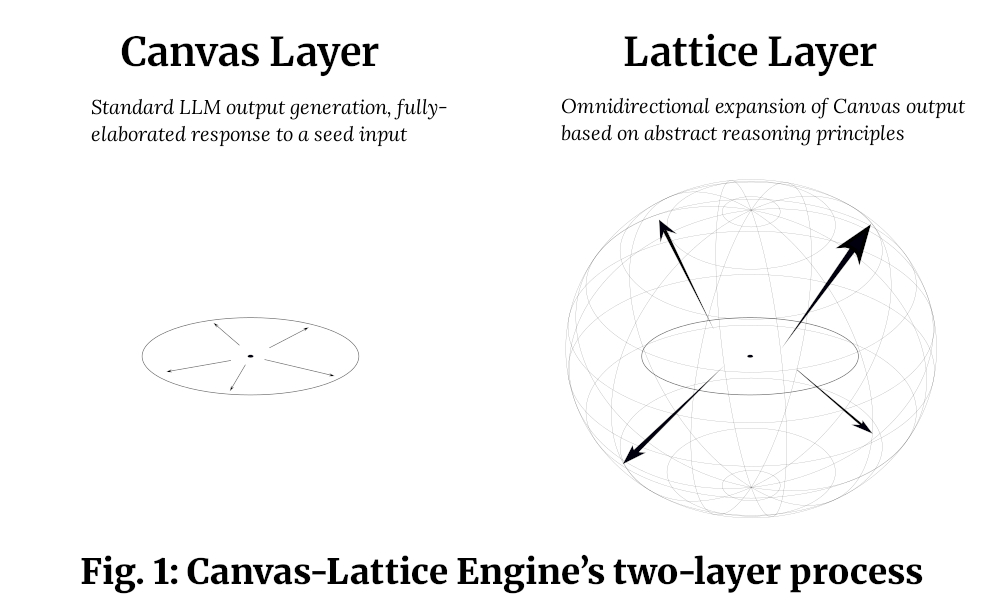 Canvas Layer
Standard LLM output generation, fully-
elaborated response to a seed input
Lattice Layer
Omnidirectional expansion of Canvas output
based on abstract reasoning principles
Fig. 1: Canvas-Lattice Engine’s two-layer process